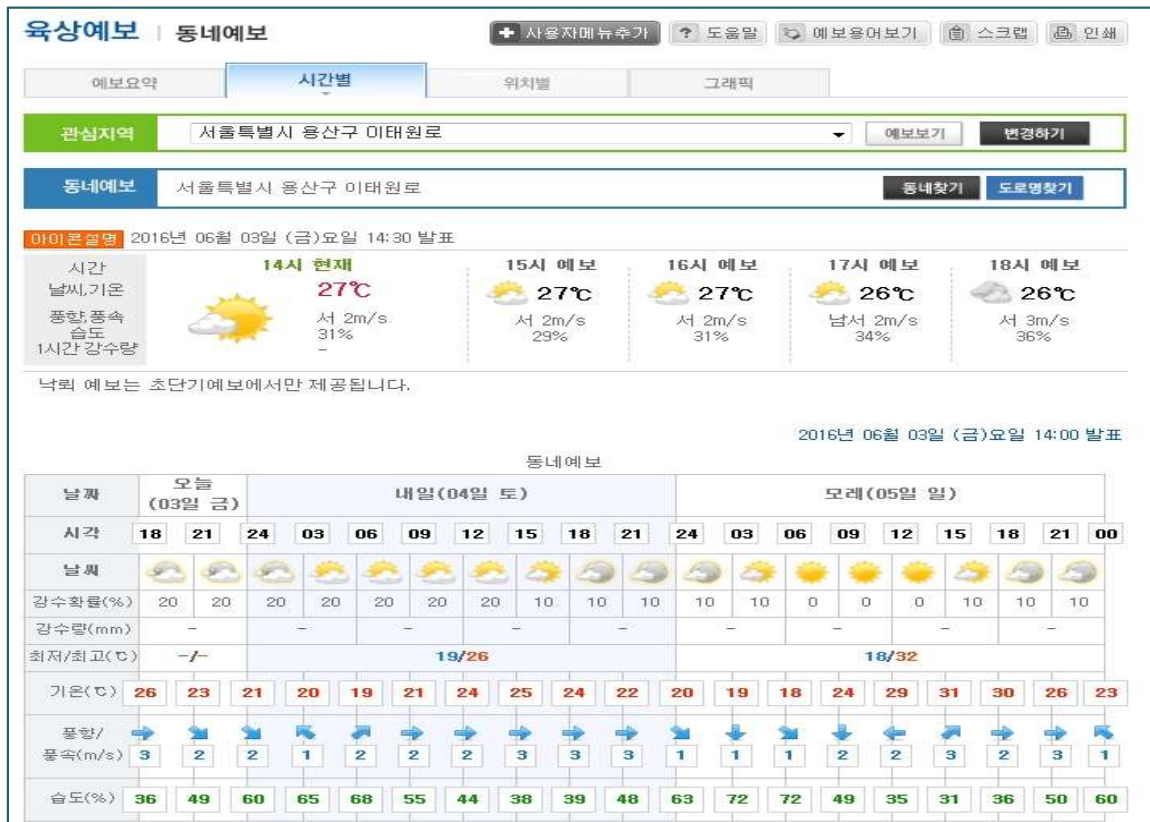 육상예보 | 동네예보
사용자메뉴추가 ? 도움말 예보용어보기 스크랩 인쇄
예보요약 시간별 위치별 그래픽
관심지역 서울특별시 용산구 이태원로 예보보기 변경하기
동네예보 서울특별시 용산구 이태원로 동네찾기 도로명찾기
아이콘설명 2016년 06월 03일 (금)요일 14:30 발표
시간 14시 현재 15시 예보 16시 예보 17시 예보 18시 예보
날씨,기온 27℃ 27℃ 27℃ 26℃ 26℃
풍향,풍속 서 2m/s 서 2m/s 서 2m/s 남서 2m/s 서 3m/s
습도 31% 29% 31% 34% 36%
1시간 강수량 -
낙뢰 예보는 초단기예보에서만 제공됩니다.
2016년 06월 03일 (금)요일 14:00 발표
동네예보
날짜 오늘 (03일 금) 내일(04일 토) 모레(05일 일)
시각 18 21 24 03 06 09 12 15 18 21 24 03 06 09 12 15 18 21 00
날씨
강수확률(%) 20 20 20 20 20 20 20 10 10 10 10 10 0 0 0 10 10 10
강수량(mm) - - - - - - - - -
최저/최고(℃) -/- 19/26 18/32
기온(℃) 26 23 21 20 19 21 24 25 24 22 20 19 18 24 29 31 30 26 23
풍향/
풍속(m/s) 3 2 2 1 2 2 2 3 3 3 1 1 1 2 2 3 2 3 1
습도(%) 36 49 60 65 68 55 44 38 39 48 63 72 72 49 35 31 36 50 60